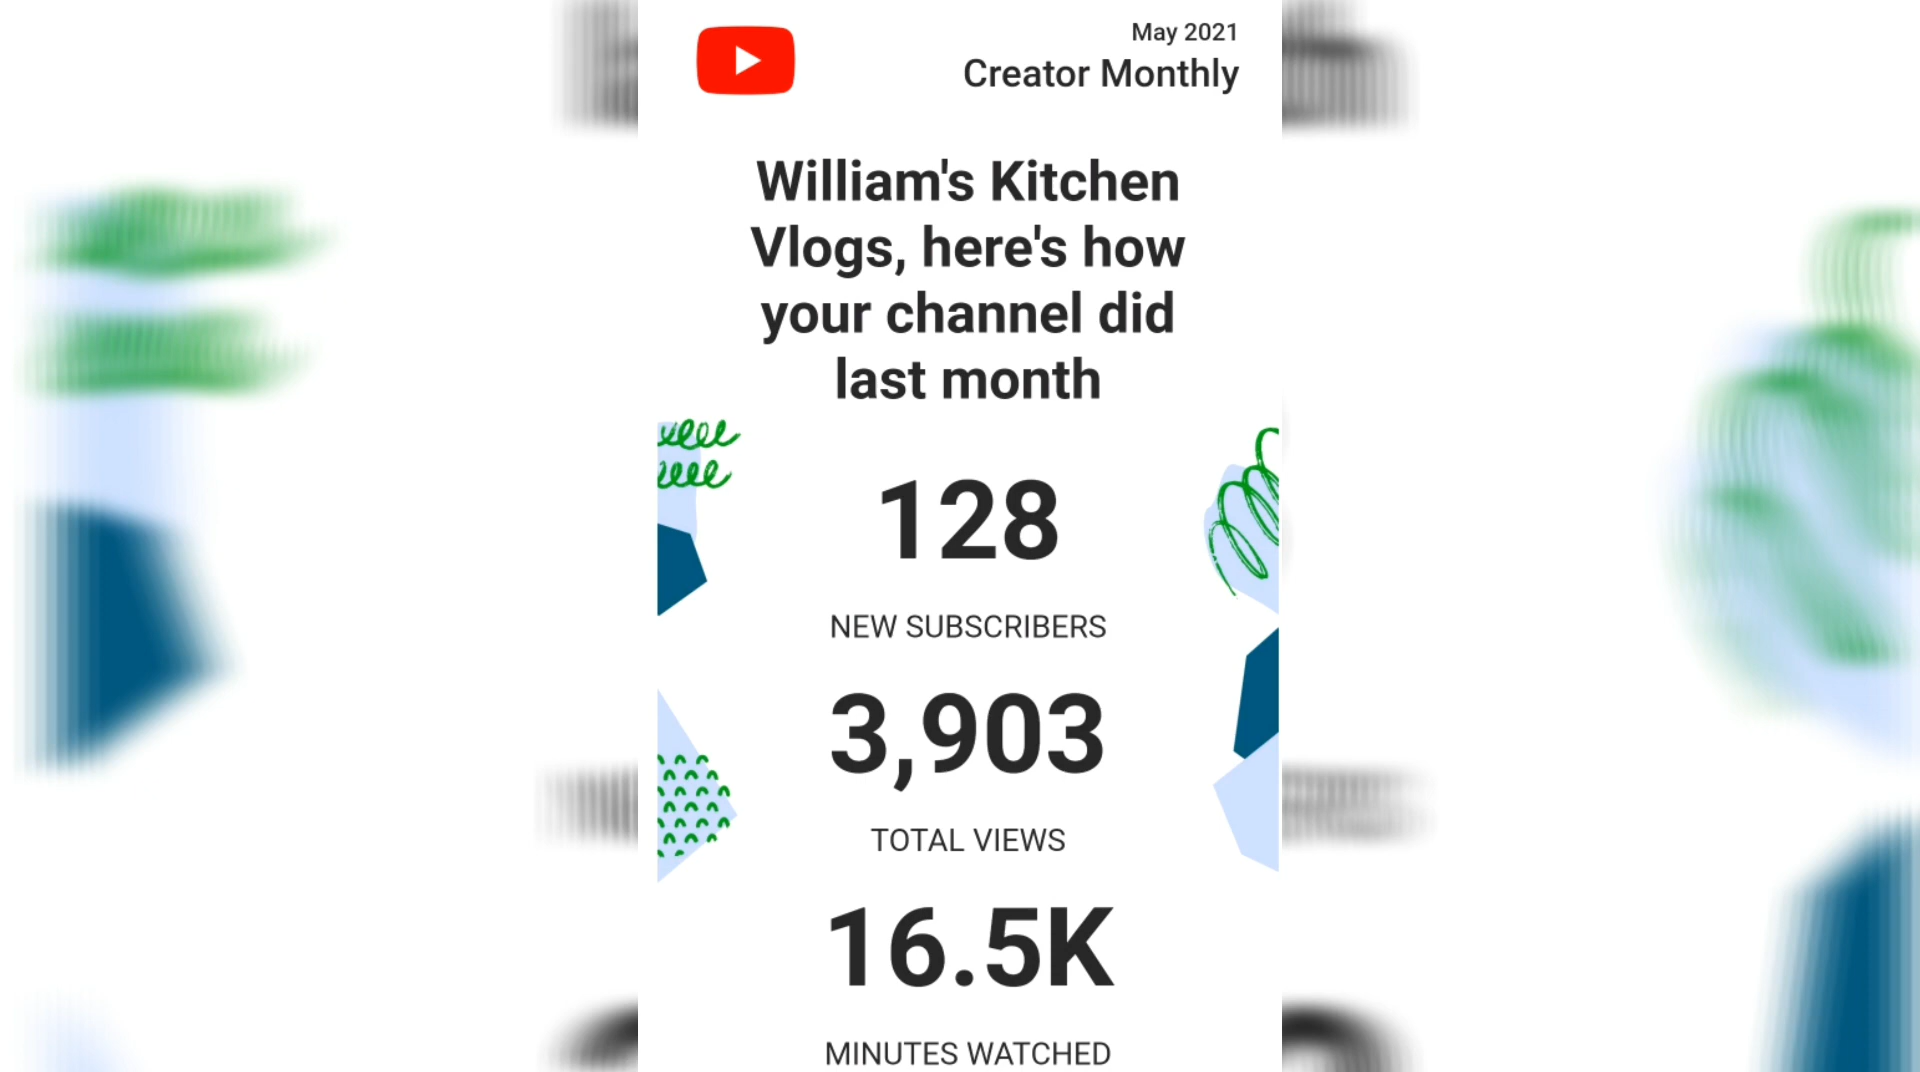 May 2021
Creator Monthly
William's Kitchen
Vlogs, here's how
your channel did
last month
128
NEW SUBSCRIBERS
3,903
TOTAL VIEWS
16.5K
MINUTES WATCHED